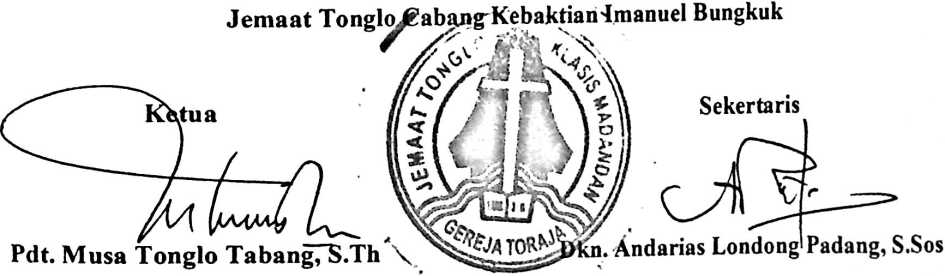 Jemaat Tonglo Cabang Kebaktian Imanuel Bungkuk
JEMAAT TONGLO KLASIS MADANDAN
Ketua
Sekertaris
GEREJA TORAJA
Pdt. Musa Tonglo Tabang, S.Th
Dkn. Andarias Londong Padang, S.Sos